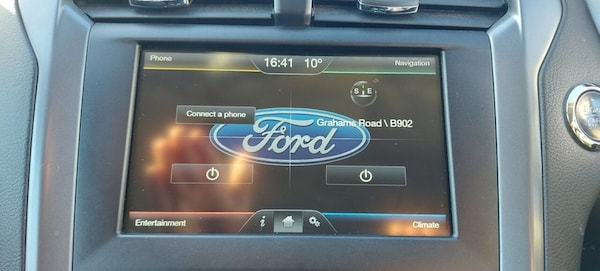 Phone
16:41 10°
Navigation
S E
Connect a phone
Grahams Road \ B902
Ford
Entertainment
i
Climate